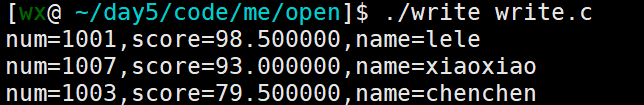 [wx@ ~/day5/code/me/open]$ ./write write.c
num=1001,score=98.500000,name=lele
num=1007,score=93.000000,name=xiaoxiao
num=1003,score=79.500000,name=chenchen